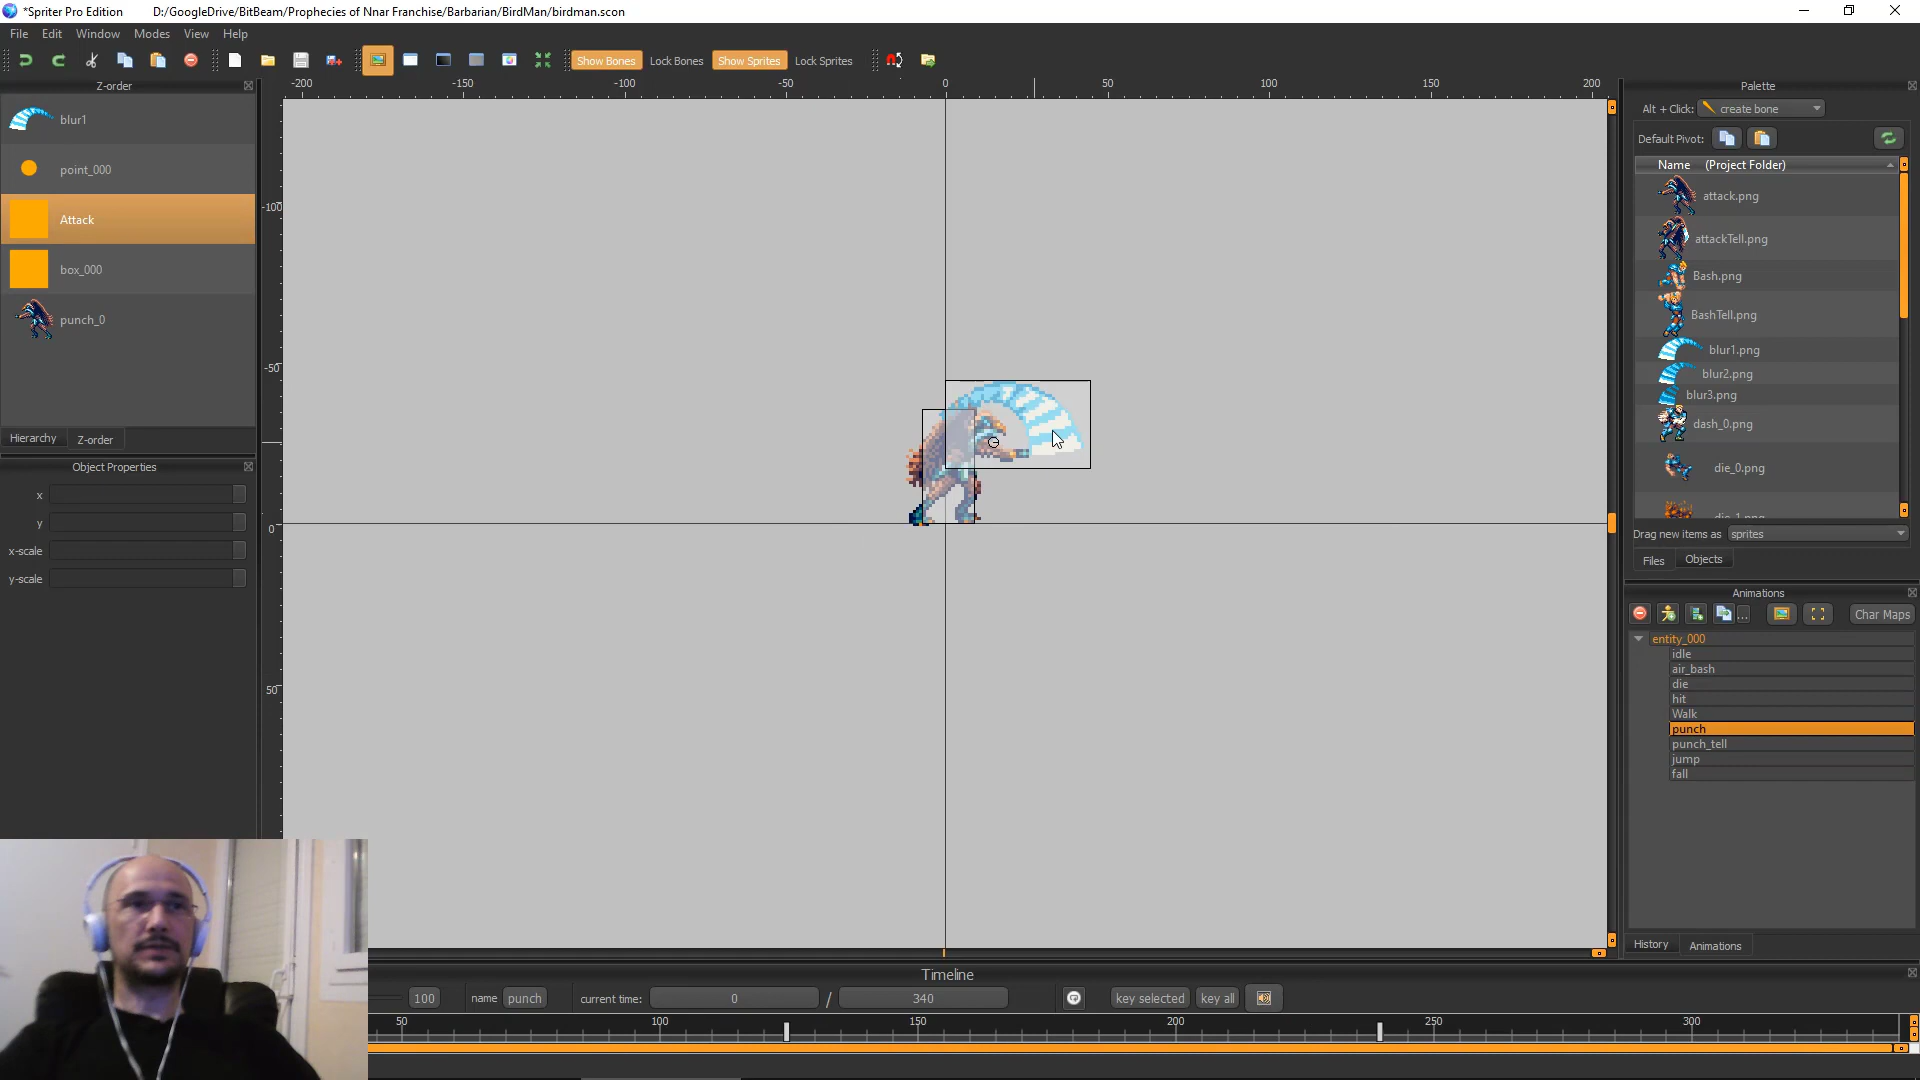 *Spriter Pro Edition D:/GoogleDrive/BitBeam/Prophecies of Nnar Franchise/Barbarian/BirdMan/birdman.scon
File Edit Window Modes View Help
Show Bones Lock Bones Show Sprites Lock Sprites
Z-order
blur1
point_000
Attack
box_000
punch_0
Hierarchy Z-order
Object Properties
x
y
x-scale
y-scale
-200 -150 -100 -50 0 50 100 150 200
-100
-50
0
50
Palette
Alt + Click: create bone
Default Pivot:
Name (Project Folder)
attack.png
attackTell.png
Bash.png
BashTell.png
blur1.png
blur2.png
blur3.png
dash_0.png
die_0.png
die_1.png
Drag new items as sprites
Files Objects
Animations
... Char Maps
entity_000
idle
air_bash
die
hit
Walk
punch
punch_tell
jump
fall
History Animations
Timeline
100 name punch current time: 0 / 340 key selected key all
50 100 150 200 250 300